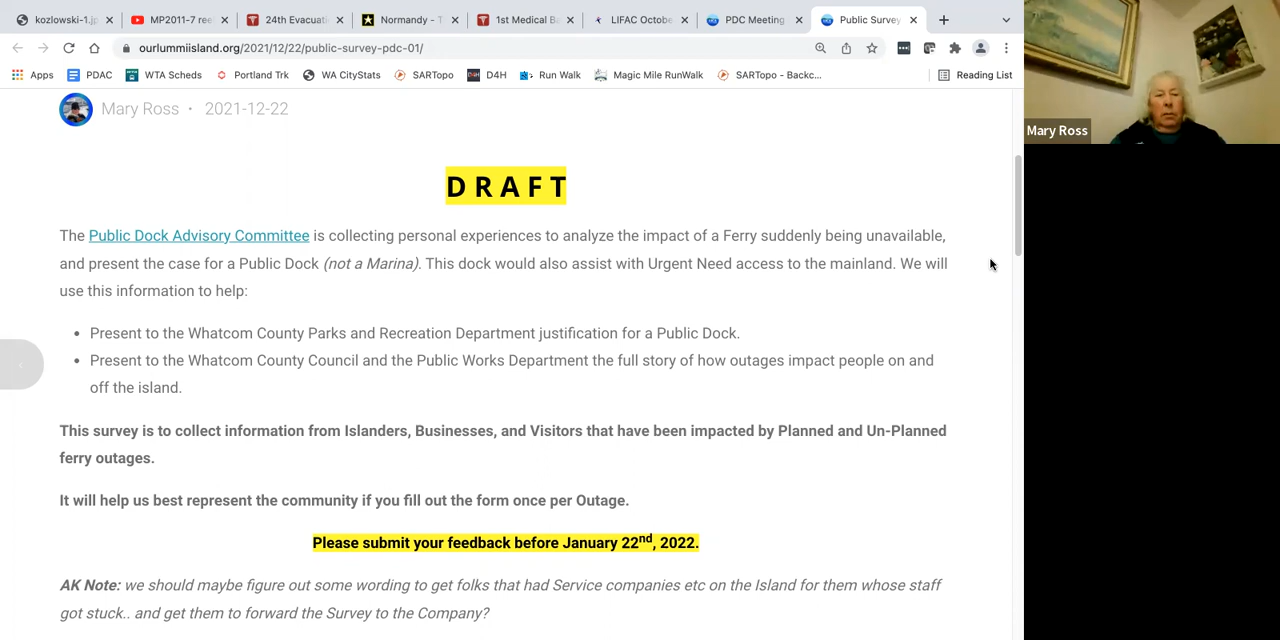 kozlowski-1.j
MP2011-7 ree
24th Evacuati
Normandy - T
1st Medical Ba
LIFAC Octobe
PDC Meeting
Public Survey
ourlummiisland.org/2021/12/22/public-survey-pdc-01/
Apps PDAC WTA Scheds Portland Trk WA CityStats SARTopo D4H Run Walk Magic Mile RunWalk SARTopo - Backc... Reading List
Mary Ross • 2021-12-22
Mary Ross
DRAFT
The Public Dock Advisory Committee is collecting personal experiences to analyze the impact of a Ferry suddenly being unavailable,
and present the case for a Public Dock (not a Marina). This dock would also assist with Urgent Need access to the mainland. We will
use this information to help:
• Present to the Whatcom County Parks and Recreation Department justification for a Public Dock.
• Present to the Whatcom County Council and the Public Works Department the full story of how outages impact people on and
off the island.
This survey is to collect information from Islanders, Businesses, and Visitors that have been impacted by Planned and Un-Planned
ferry outages.
It will help us best represent the community if you fill out the form once per Outage.
Please submit your feedback before January 22nd, 2022.
AK Note: we should maybe figure out some wording to get folks that had Service companies etc on the Island for them whose staff
got stuck.. and get them to forward the Survey to the Company?